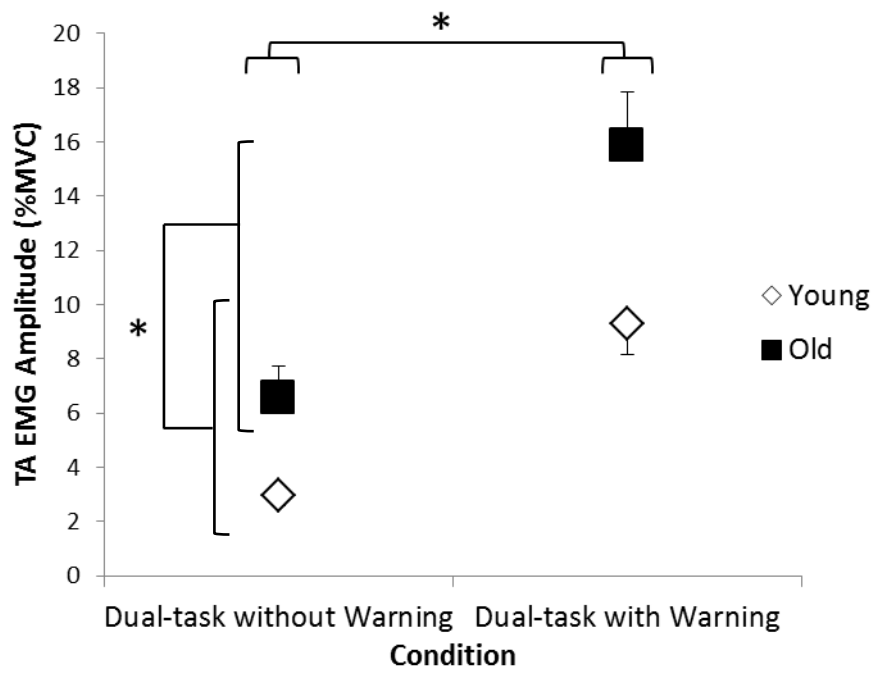 *
20
18
16
14
12
10
8
6
4
2
0
TA EMG Amplitude (%MVC)
*
Young
Old
Dual-task without Warning Dual-task with Warning
Condition